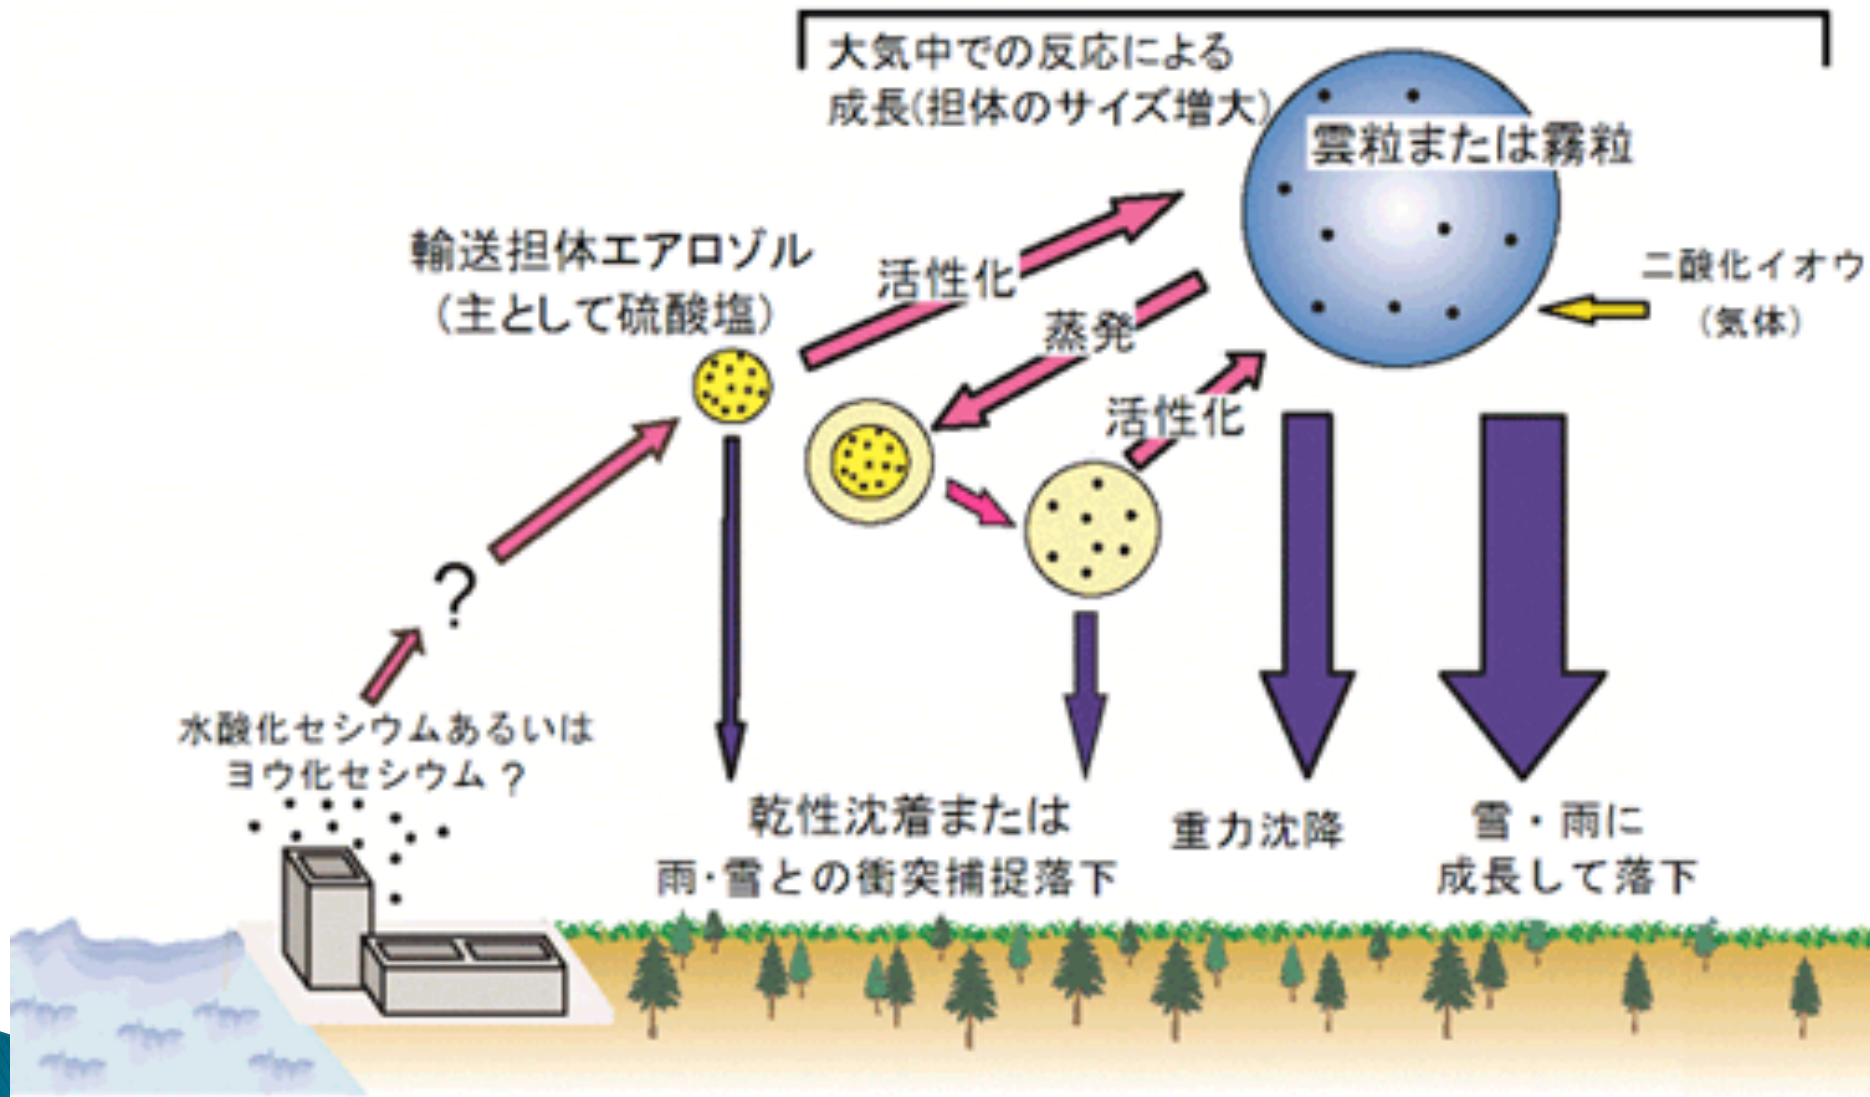 大気中での反応による
成長(担体のサイズ増大)
雲粒または霧粒
輸送担体エアロゾル
(主として硫酸塩)
活性化
蒸発
活性化
二酸化イオウ
(気体)
?
水酸化セシウムあるいは
ヨウ化セシウム?
乾性沈着または
雨・雪との衝突捕捉落下
重力沈降
雪・雨に
成長して落下